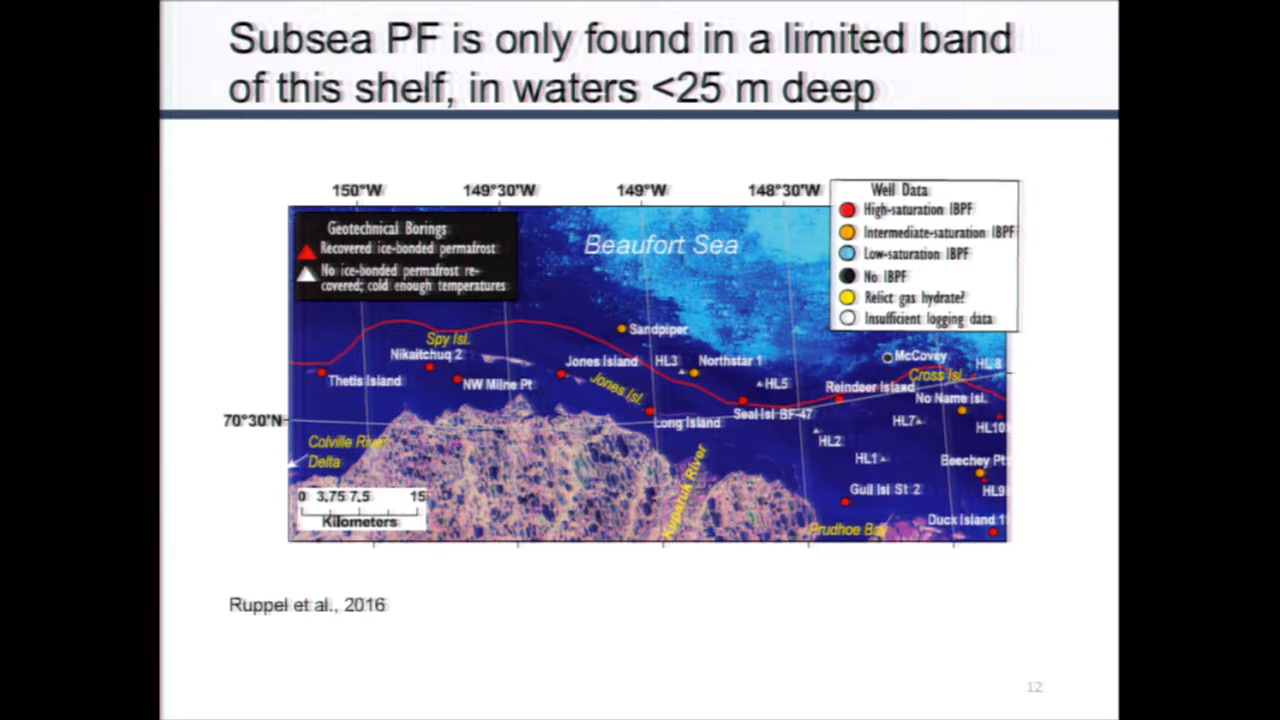 Subsea PF is only found in a limited band
of this shelf, in waters <25 m deep
150°W
149°30'W
149°W
148°30'W
Geotechnical Borings
Recovered ice-bonded permafrost
No ice-bonded permafrost re-
covered; cold enough temperatures
Beaufort Sea
Well Data
High-saturation IBPF
Intermediate-saturation IBPF
Low-saturation IBPF
No IBPF
Relict gas hydrate?
Insufficient logging data
Sandpiper
Spy Isl.
Nikaitchuq 2
Thetis Island
NW Milne Pt
Jones Island
Jones Isl.
HL3
Northstar 1
HL5
McCovey
HL8
Cross Isl.
Reindeer Island
No Name Isl.
Seal Isl BF-47
Long Island
70°30'N
HL7
HL10
HL2
HL1
Colville River
Delta
Kuparuk River
Beechey Pt
HL9
Gull Isl St 2
Duck Island 1
Prudhoe Bay
0 3.75 7.5 15
Kilometers
Ruppel et al., 2016
12